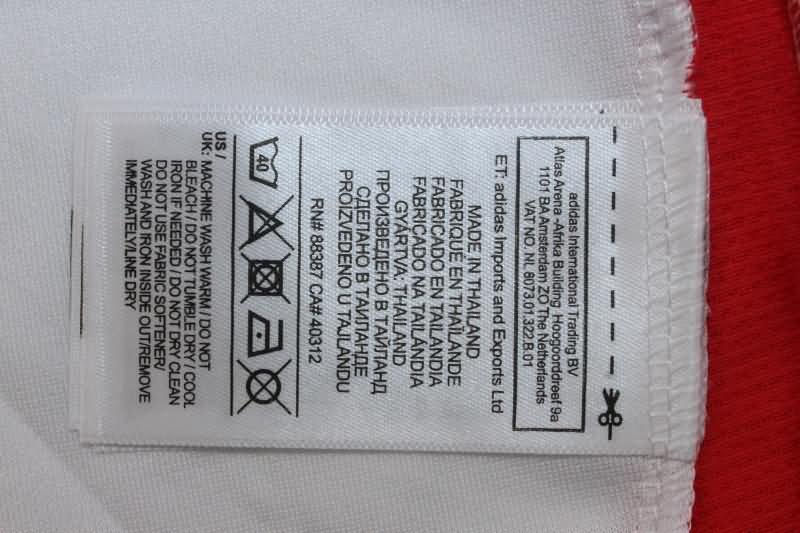 adidas International Trading BV
Atlas Arena -Afrika Building Hoogoorddreef 9a
1101 BA Amsterdam ZO The Netherlands
VAT NO. NL 8073.01.322.B.01
ET: adidas Imports and Exports Ltd
MADE IN THAILAND
FABRIQUÉ EN THAÏLANDE
FABRICADO EN TAILANDIA
FABRICADO NA TAILÂNDIA
GYÁRTVA: THAILAND
ПРОИЗВЕДЕНО В ТАЙЛАНД
СДЕЛАНО В ТАИЛАНДЕ
PROIZVEDENO U TAJLANDU
RN# 88387 CA# 40312
40
US /
UK: MACHINE WASH WARM / DO NOT
BLEACH / DO NOT TUMBLE DRY / COOL
IRON IF NEEDED / DO NOT DRY CLEAN
DO NOT USE FABRIC SOFTENER/
WASH AND IRON INSIDE OUT/REMOVE
IMMEDIATELY/LINE DRY